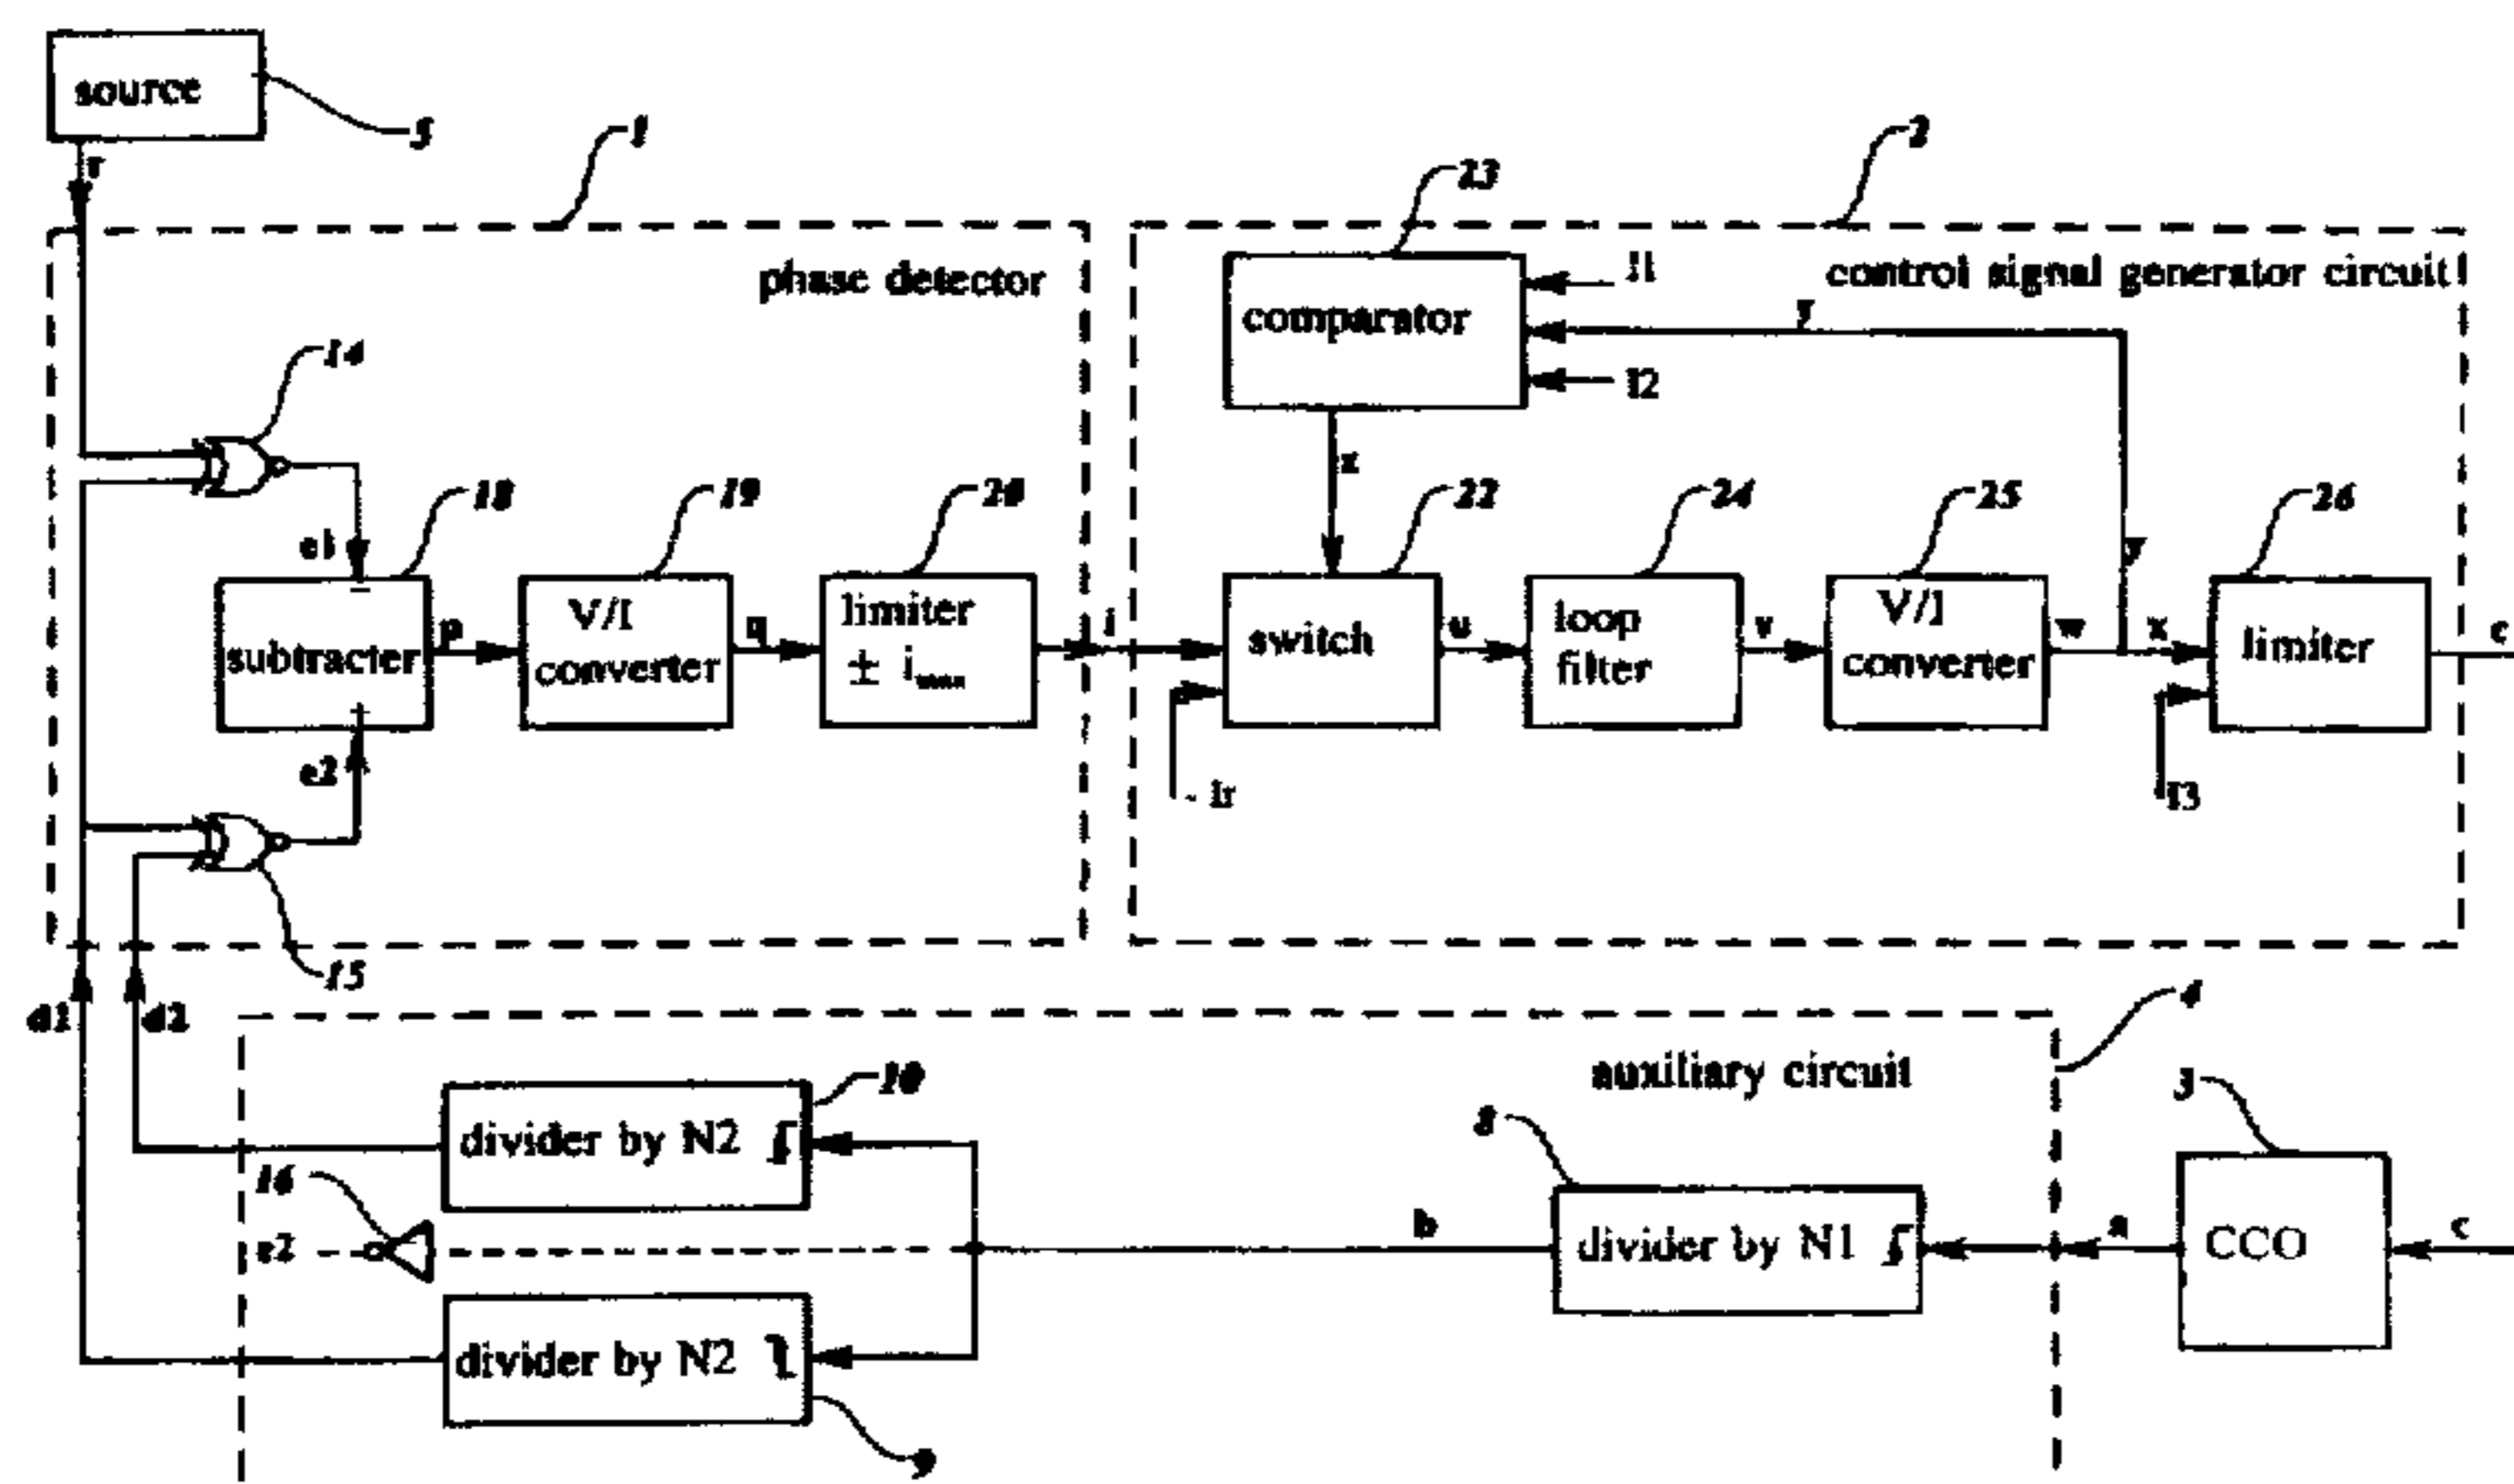 source
5
1
2
r
23
phase detector
control signal generator circuit
I1
comparator
y
I2
14
z
18
19
20
22
24
25
26
e1
y
subtracter
p
V/I
converter
q
limiter
± i max
i
switch
u
loop
filter
v
V/I
converter
w
x
limiter
c
e2
- ir
I3
15
d1
d2
4
auxiliary circuit
10
divider by N2
8
3
16
e2
b
divider by N1
a
CCO
c
divider by N2
9